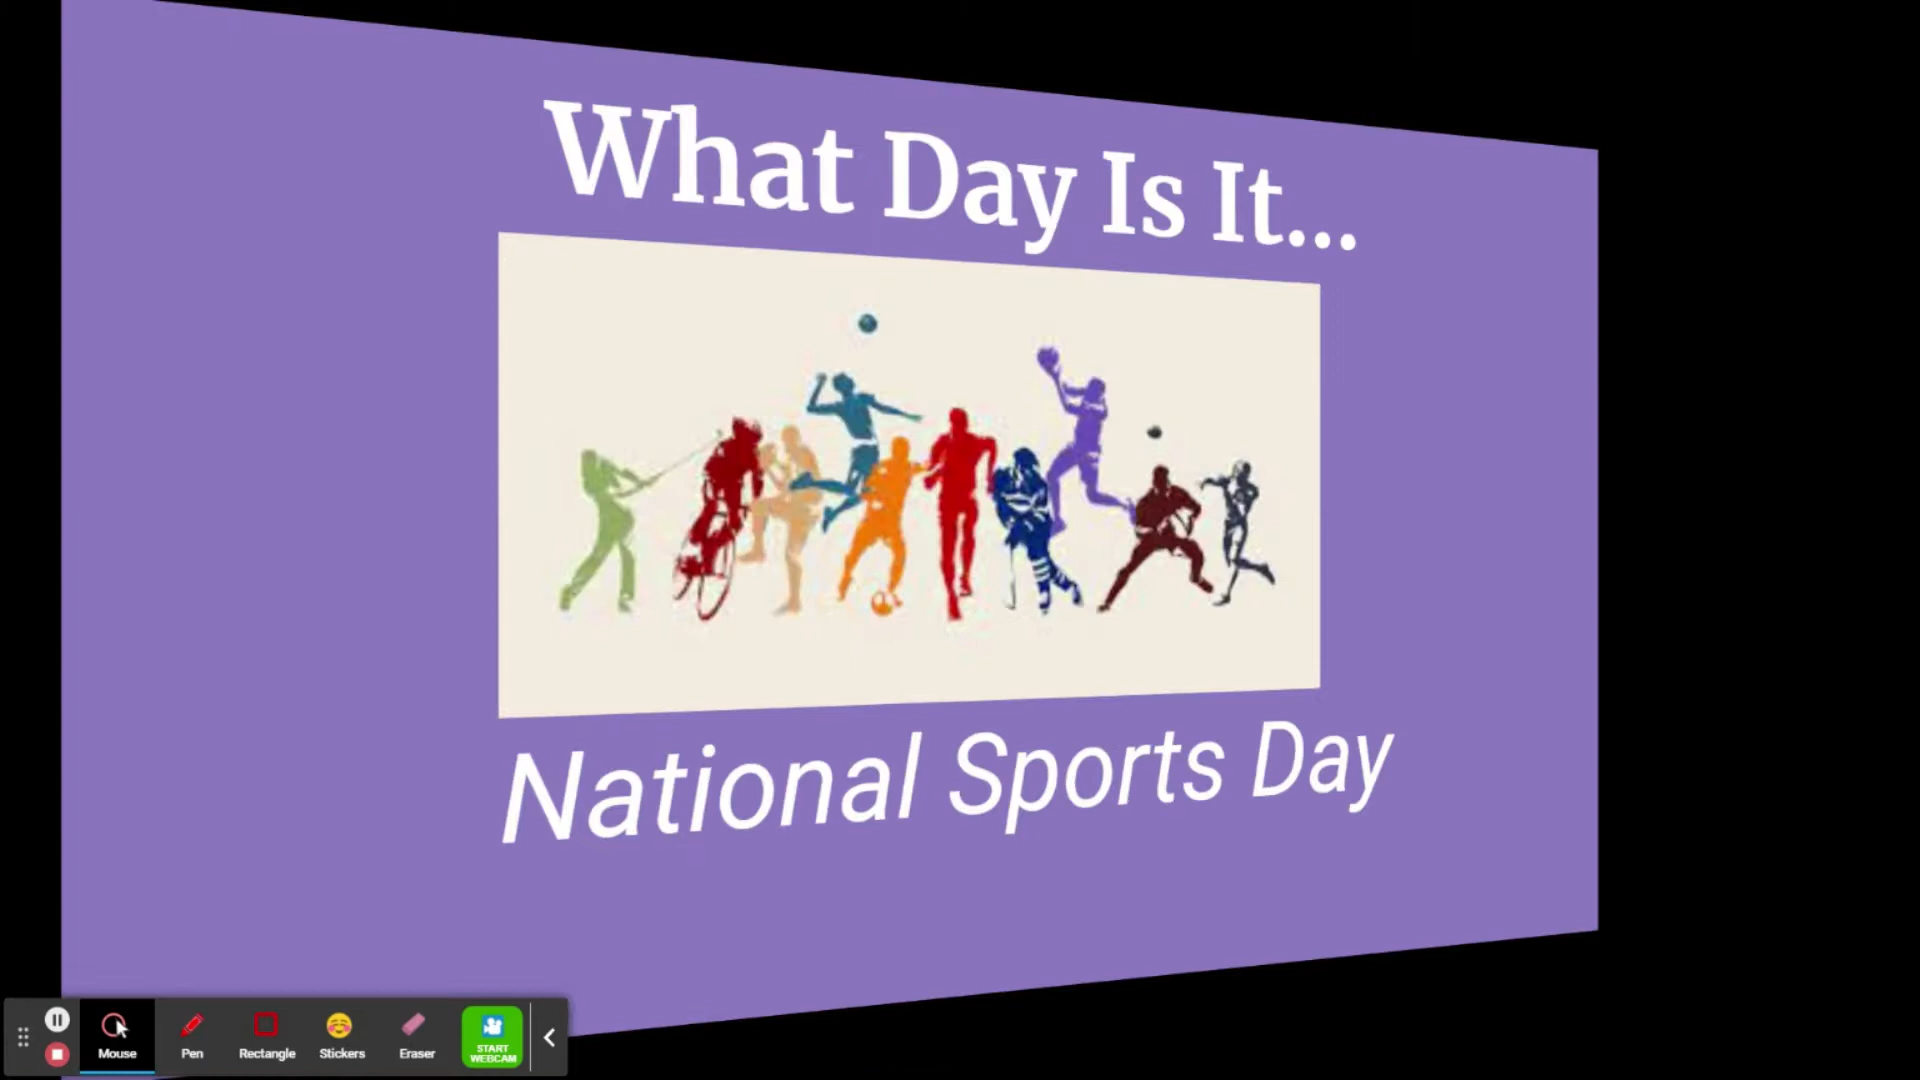 What Day Is It...
National Sports Day
Mouse
Pen
Rectangle
Stickers
Eraser
START
WEBCAM